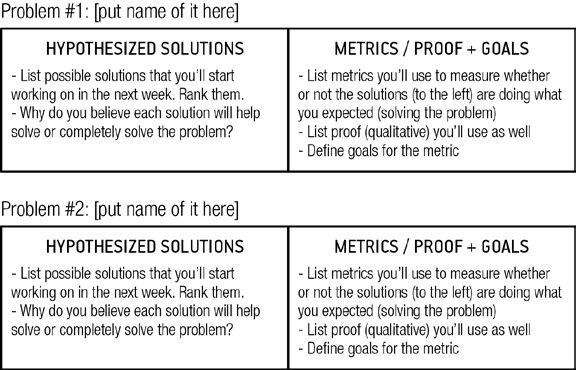 Problem #1: [put name of it here]
HYPOTHESIZED SOLUTIONS
- List possible solutions that you'll start
working on in the next week. Rank them.
- Why do you believe each solution will help
solve or completely solve the problem?
METRICS / PROOF + GOALS
- List metrics you'll use to measure whether
or not the solutions (to the left) are doing what
you expected (solving the problem)
- List proof (qualitative) you'll use as well
- Define goals for the metric
Problem #2: [put name of it here]
HYPOTHESIZED SOLUTIONS
- List possible solutions that you'll start
working on in the next week. Rank them.
- Why do you believe each solution will help
solve or completely solve the problem?
METRICS / PROOF + GOALS
- List metrics you'll use to measure whether
or not the solutions (to the left) are doing what
you expected (solving the problem)
- List proof (qualitative) you'll use as well
- Define goals for the metric